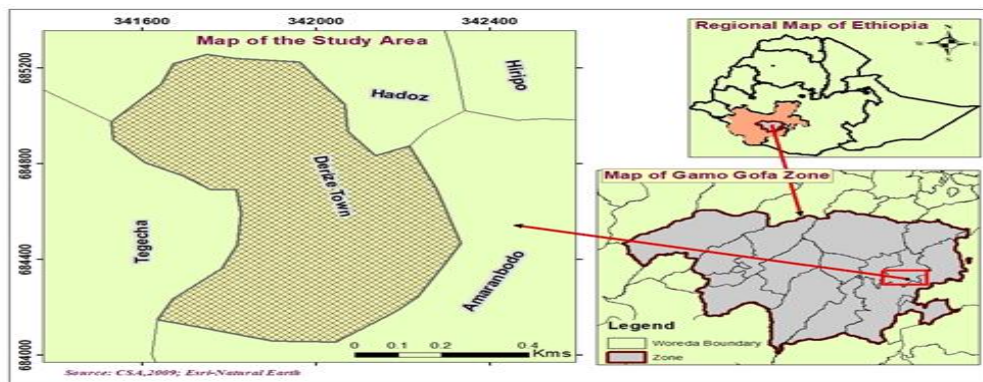 341600 342000 342400
Map of the Study Area
685200
684800
684400
684000
Hadoz
Hiripo
Derize Town
Tegecha
Amaranbodo
0 0.1 0.2 0.4
Kms
Source: CSA,2009; Esri-Natural Earth
Regional Map of Ethiopia
N
W E
S
Map of Gamo Gofa Zone
Legend
Woreda Boundary
Zone